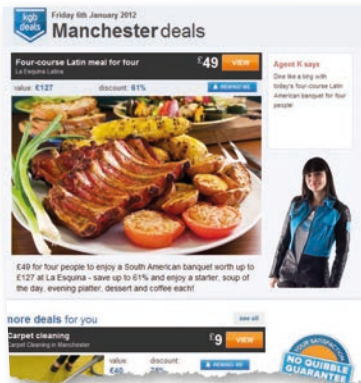 kgb
deals
Friday 6th January 2012
Manchester deals
Four-course Latin meal for four
La Esquina Latina
£49
VIEW
value: £127
discount: 61%
REMIND ME
Agent K says
Dine like a king with
today's four-course Latin
American banquet for four
people!
£49 for four people to enjoy a South American banquet worth up to
£127 at La Esquina - save up to 61% and enjoy a starter, soup of
the day, evening platter, dessert and coffee each!
more deals for you
see all
Carpet cleaning
Carpet Cleaning in Manchester
£9
VIEW
value:
discount:
REMIND ME
YOUR SATISFACTION
NO QUIBBLE
GUARANTEE